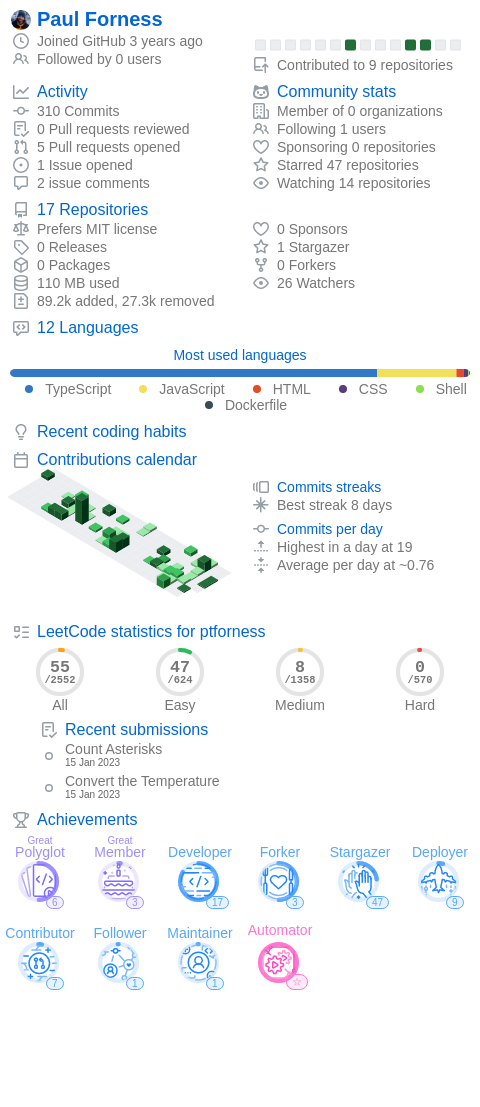 Paul Forness
Joined GitHub 3 years ago
Followed by 0 users
Contributed to 9 repositories
Activity
310 Commits
0 Pull requests reviewed
5 Pull requests opened
1 Issue opened
2 issue comments
Community stats
Member of 0 organizations
Following 1 users
Sponsoring 0 repositories
Starred 47 repositories
Watching 14 repositories
17 Repositories
Prefers MIT license
0 Releases
0 Packages
110 MB used
89.2k added, 27.3k removed
0 Sponsors
1 Stargazer
0 Forkers
26 Watchers
12 Languages
Most used languages
TypeScript JavaScript HTML CSS Shell
Dockerfile
Recent coding habits
Contributions calendar
Commits streaks
Best streak 8 days
Commits per day
Highest in a day at 19
Average per day at ~0.76
LeetCode statistics for ptforness
55
/2552
All
47
/624
Easy
8
/1358
Medium
0
/570
Hard
Recent submissions
Count Asterisks
15 Jan 2023
Convert the Temperature
15 Jan 2023
Achievements
Great
Polyglot
6
Great
Member
3
Developer
17
Forker
3
Stargazer
47
Deployer
9
Contributor
7
Follower
1
Maintainer
1
Automator
☆